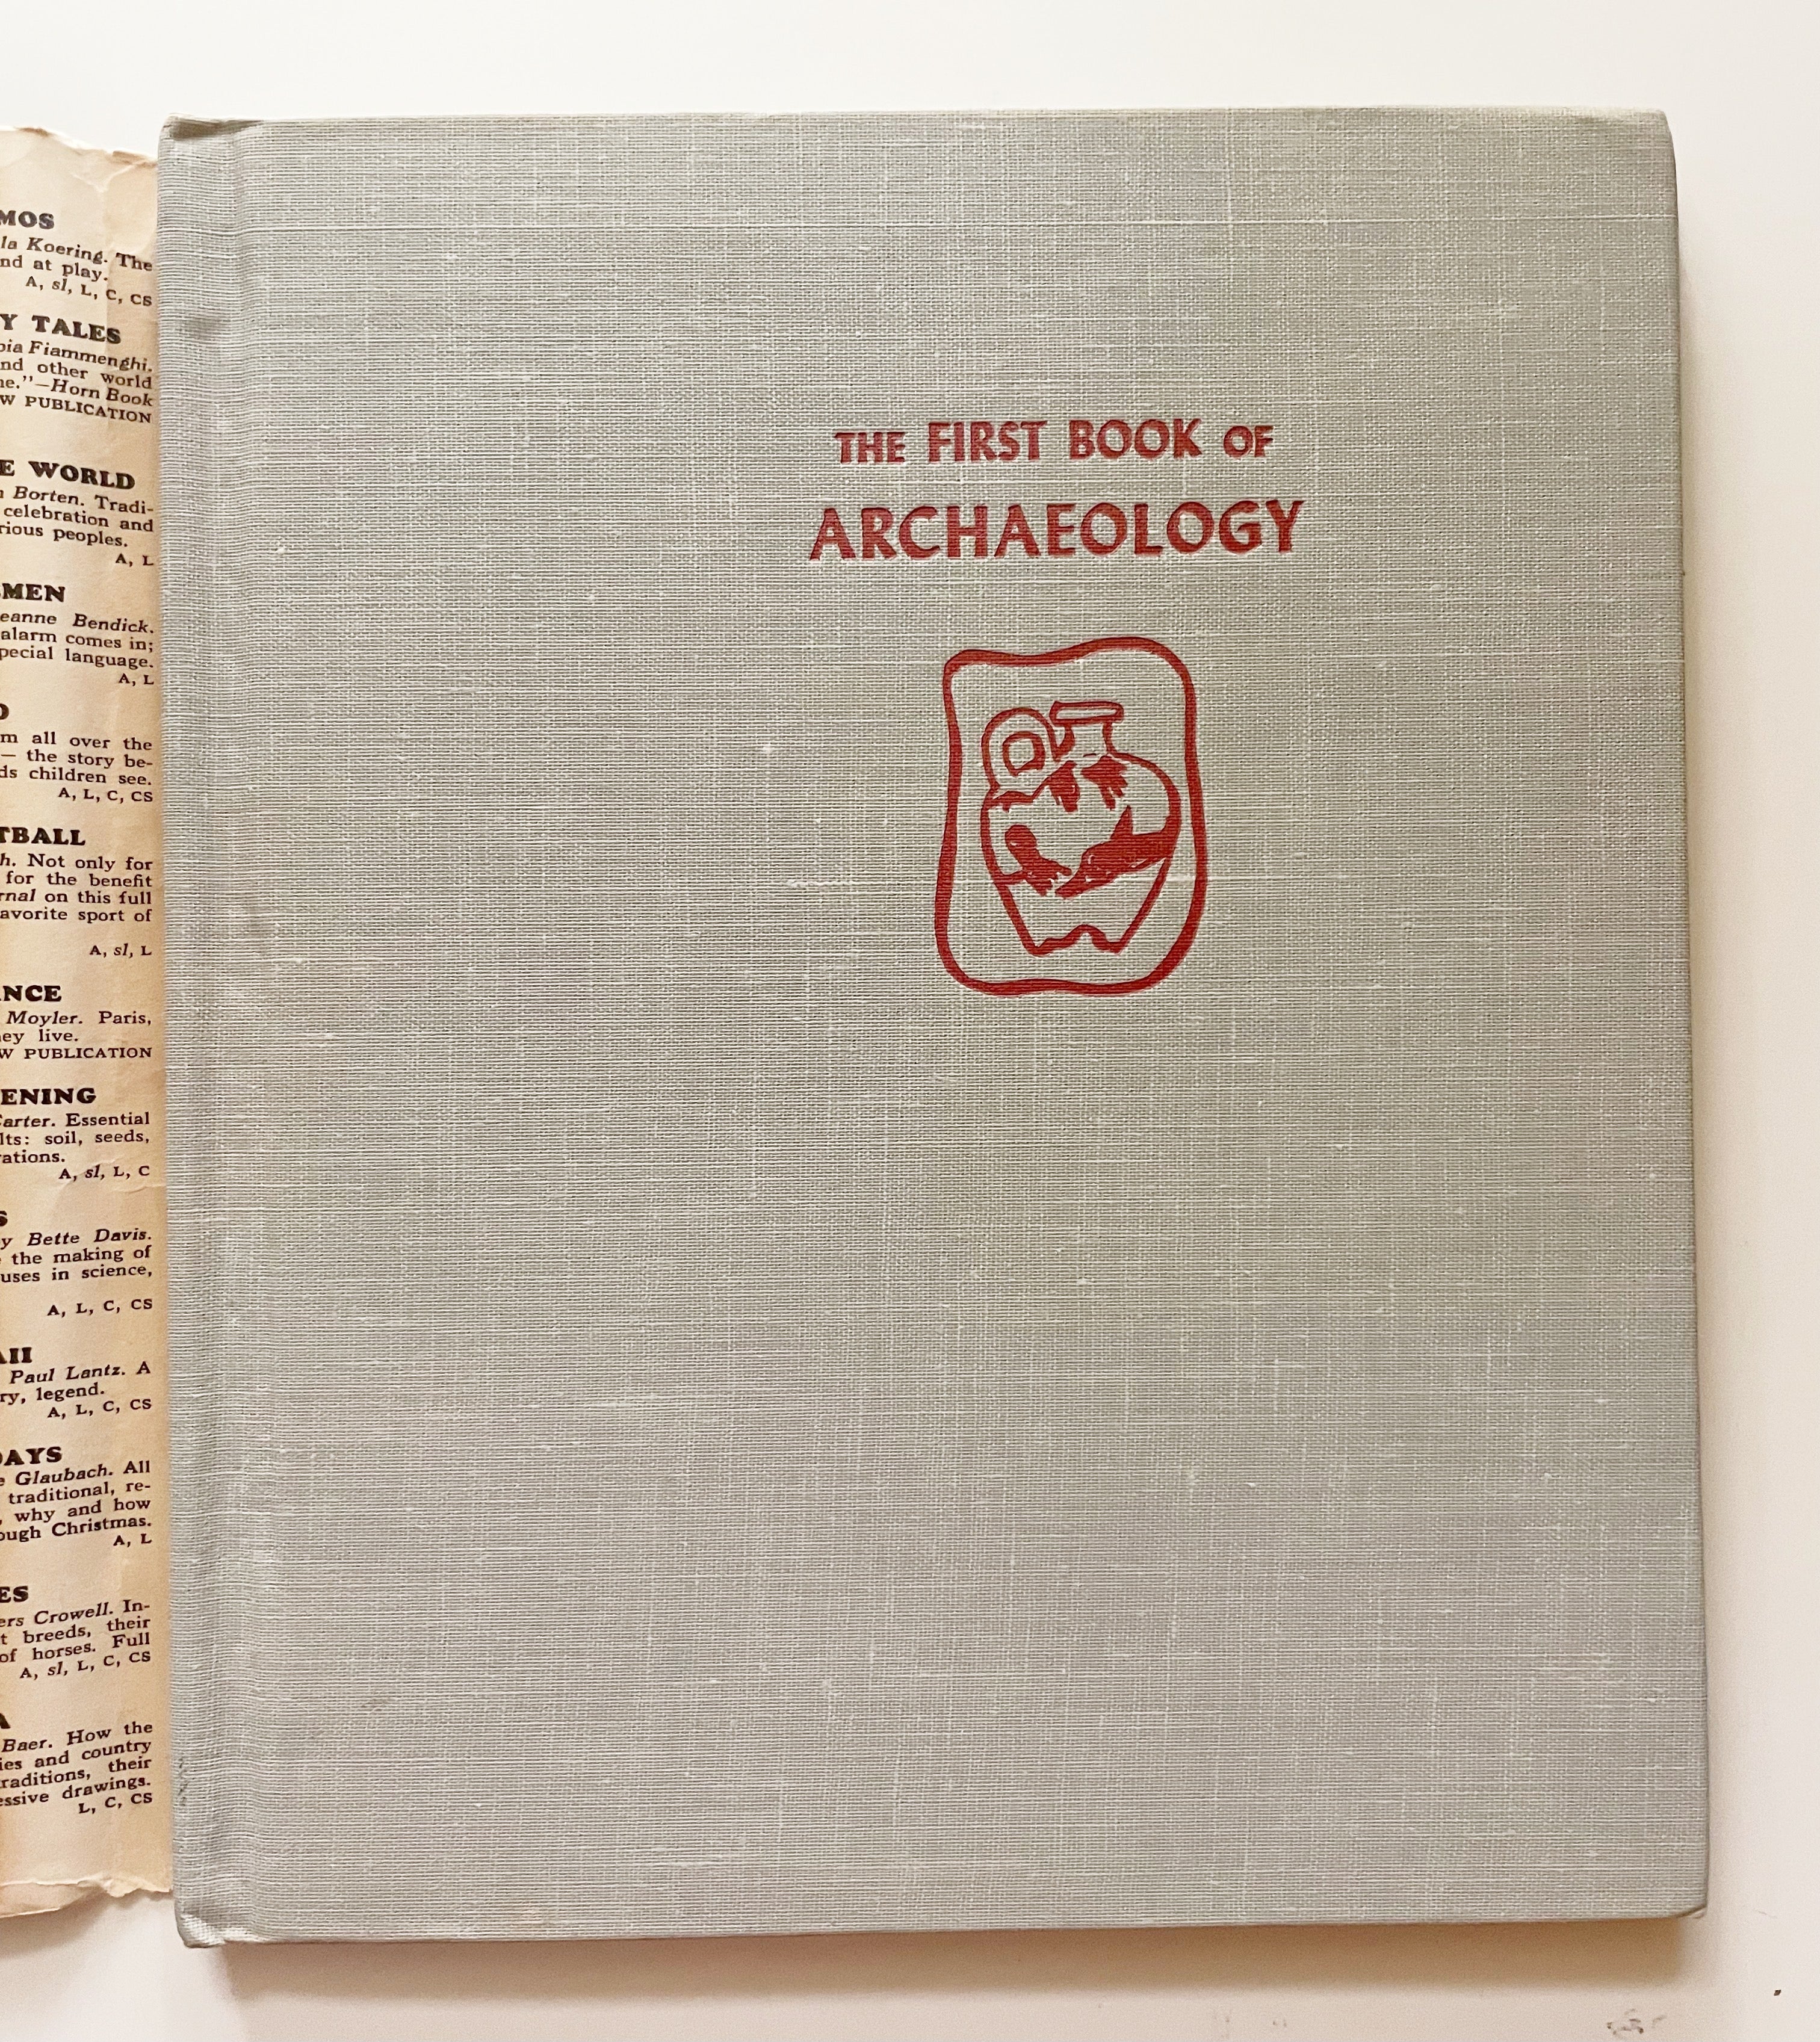 MOS
la Koering. The
nd at play.
A, sl, L, C, CS
Y TALES
bia Fiammenghi.
nd other world
ne."—Horn Book
W PUBLICATION
E WORLD
n Borten. Tradi-
celebration and
rious peoples.
A, L
MEN
eanne Bendick.
alarm comes in;
pecial language.
A, L
D
m all over the
— the story be-
ds children see.
A, L, C, CS
TBALL
h. Not only for
for the benefit
rnal on this full
avorite sport of
A, sl, L
NCE
Moyler. Paris,
ey live.
W PUBLICATION
ENING
Carter. Essential
lts: soil, seeds,
rations.
A, sl, L, C
S
y Bette Davis.
the making of
uses in science,
A, L, C, CS
AII
Paul Lantz. A
ry, legend.
A, L, C, CS
DAYS
e Glaubach. All
traditional, re-
, why and how
ough Christmas.
A, L
ES
ers Crowell. In-
t breeds, their
of horses. Full
A, sl, L, C, CS
A
Baer. How the
ies and country
raditions, their
essive drawings.
L, C, CS
THE FIRST BOOK OF
ARCHAEOLOGY